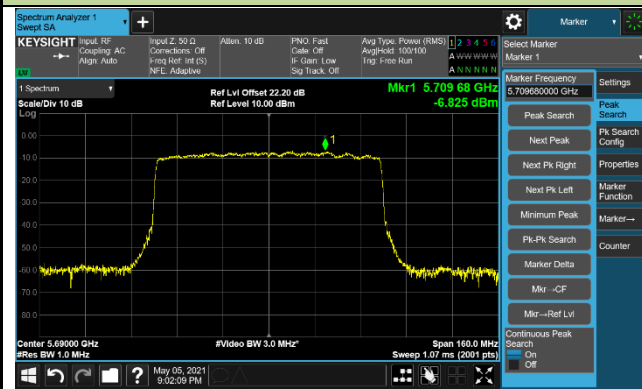 Spectrum Analyzer 1
Swept SA
Marker
KEYSIGHT
Input: RF
Coupling: AC
Align: Auto
Input Z: 50 Ω
Corrections: Off
Freq Ref: Int (S)
NFE: Adaptive
Atten: 10 dB
PNO: Fast
Gate: Off
IF Gain: Low
Sig Track: Off
Avg Type: Power (RMS)
Avg|Hold: 100/100
Trig: Free Run
1 2 3 4 5 6
A W W W W W
A N N N N N
LXI
Select Marker
Marker 1
1 Spectrum
Scale/Div 10 dB
Log
Ref Lvl Offset 22.20 dB
Ref Level 10.00 dBm
Mkr1 5.709 68 GHz
-6.825 dBm
0.00
-10.0
-20.0
-30.0
-40.0
-50.0
-60.0
-70.0
-80.0
1
Center 5.69000 GHz
#Res BW 1.0 MHz
#Video BW 3.0 MHz*
Span 160.0 MHz
Sweep 1.07 ms (2001 pts)
Marker Frequency
5.709680000 GHz
Peak Search
Next Peak
Next Pk Right
Next Pk Left
Minimum Peak
Pk-Pk Search
Marker Delta
Mkr→CF
Mkr→Ref Lvl
Continuous Peak
Search
On
Off
Settings
Peak
Search
Pk Search
Config
Properties
Marker
Function
Marker→
Counter
May 05, 2021
9:02:09 PM